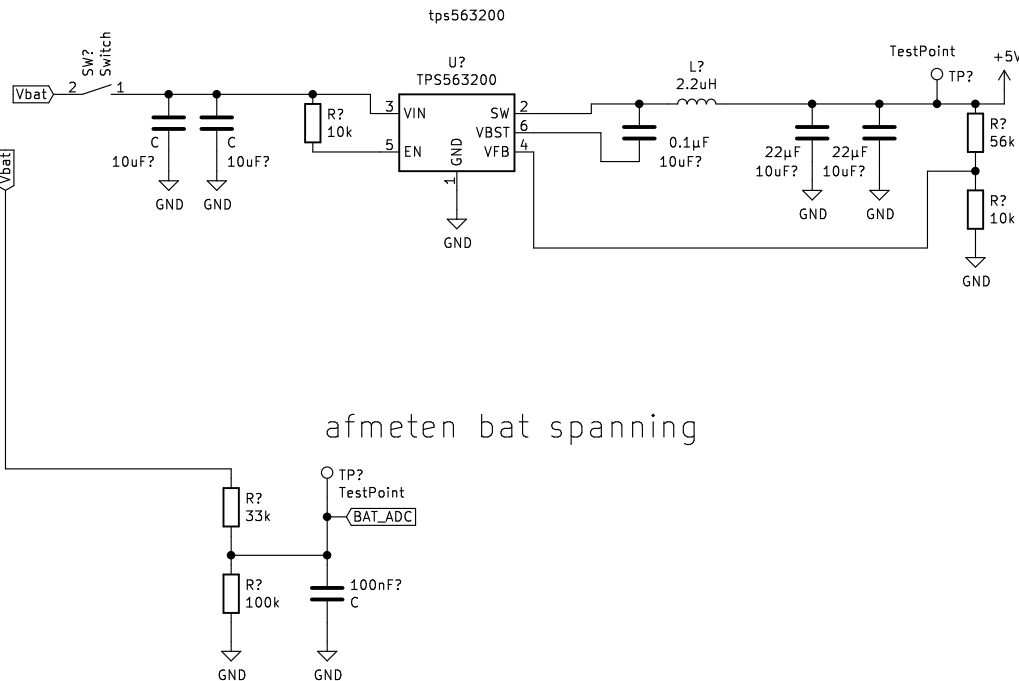 tps563200
SW?
Switch
Vbat
2
1
C
10uF?
C
10uF?
GND
GND
R?
10k
U?
TPS563200
3
VIN
5
EN
GND
1
SW
2
VBST
6
VFB
4
GND
L?
2.2uH
0.1µF
10uF?
22µF
10uF?
22µF
10uF?
GND
GND
TestPoint
TP?
+5V
R?
56k
R?
10k
GND
Vbat
afmeten bat spanning
TP?
TestPoint
BAT_ADC
R?
33k
R?
100k
100nF?
C
GND
GND